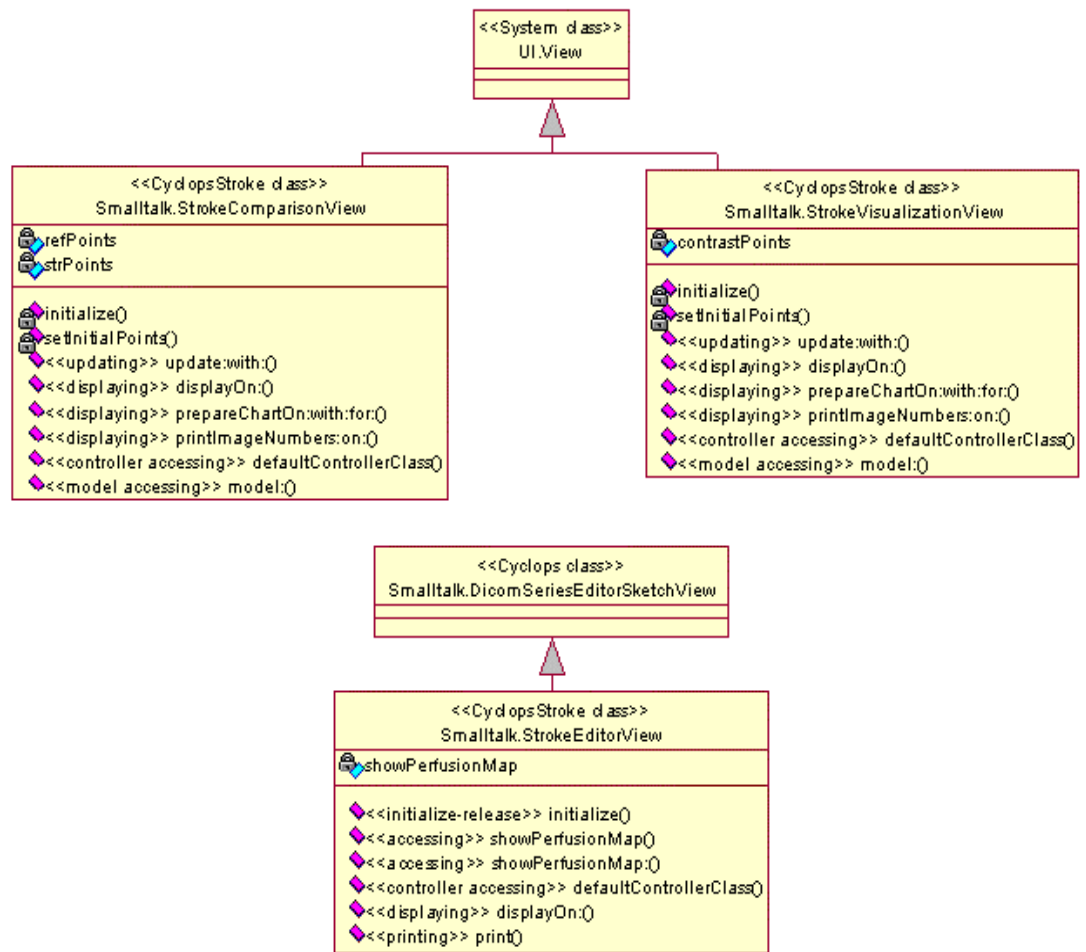 <<System class>>
UI.View
<<CyclopsStroke class>>
Smalltalk.StrokeComparisonView
refPoints
strPoints
initialize()
setInitialPoints()
<<updating>> update:with:()
<<displaying>> displayOn:()
<<displaying>> prepareChartOn:with:for:()
<<displaying>> printImageNumbers:on:()
<<controller accessing>> defaultControllerClass()
<<model accessing>> model:()
<<CyclopsStroke class>>
Smalltalk.StrokeVisualizationView
contrastPoints
initialize()
setInitialPoints()
<<updating>> update:with:()
<<displaying>> displayOn:()
<<displaying>> prepareChartOn:with:for:()
<<displaying>> printImageNumbers:on:()
<<controller accessing>> defaultControllerClass()
<<model accessing>> model:()
<<Cyclops class>>
Smalltalk.DicomSeriesEditorSketchView
<<CyclopsStroke class>>
Smalltalk.StrokeEditorView
showPerfusionMap
<<initialize-release>> initialize()
<<accessing>> showPerfusionMap()
<<accessing>> showPerfusionMap:()
<<controller accessing>> defaultControllerClass()
<<displaying>> displayOn:()
<<printing>> print()